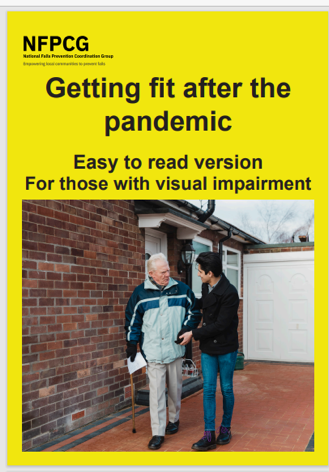 NFPCG
National Falls Prevention Coordination Group
Empowering local communities to prevent falls
Getting fit after the
pandemic
Easy to read version
For those with visual impairment